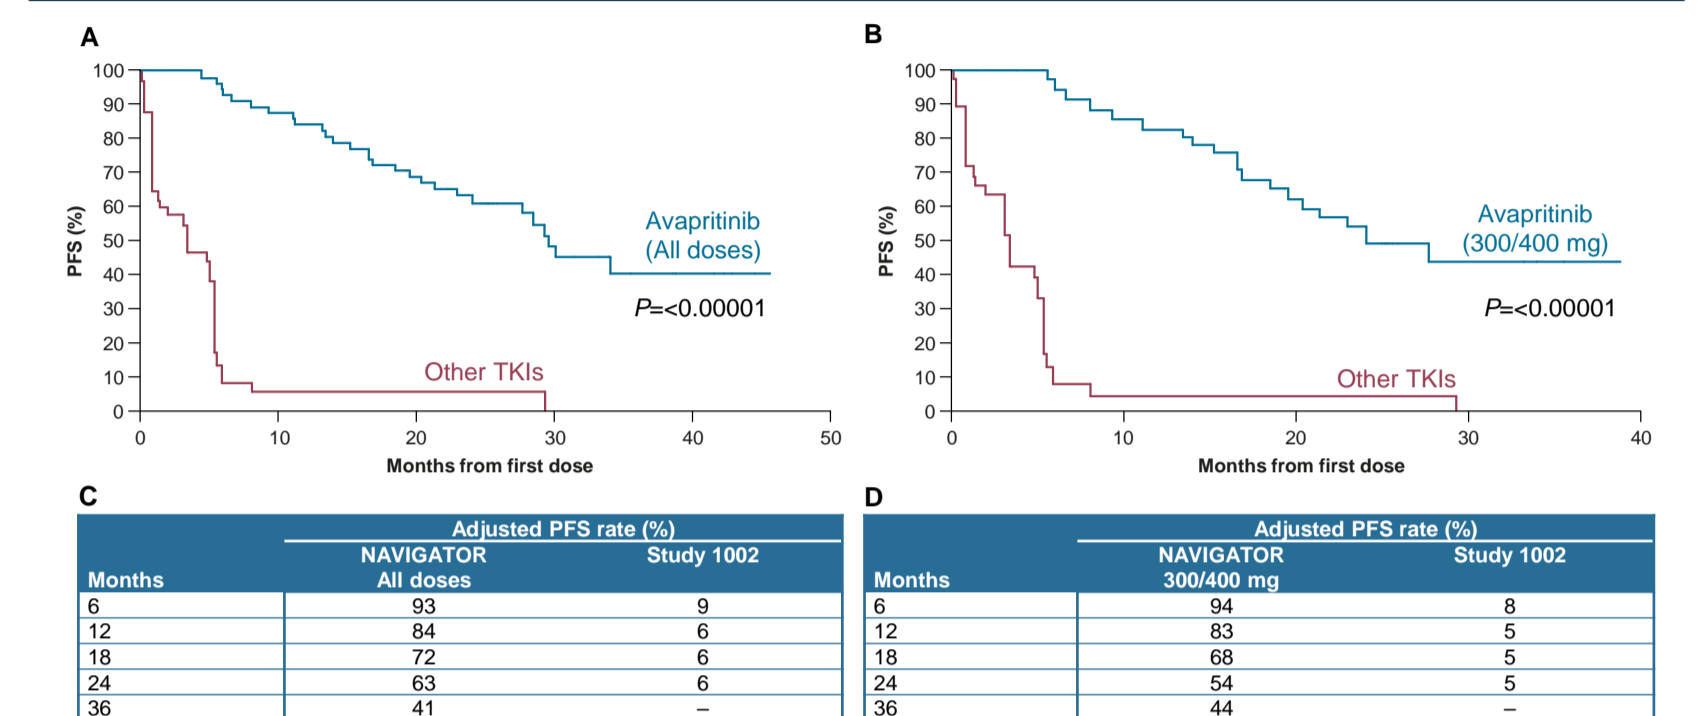 A
100
90
80
70
60
50
40
30
20
10
0
PFS (%)
Avapritinib
(All doses)
P=<0.00001
Other TKIs
0 10 20 30 40 50
Months from first dose
B
100
90
80
70
60
50
40
30
20
10
0
PFS (%)
Avapritinib
(300/400 mg)
P=<0.00001
Other TKIs
0 10 20 30 40
Months from first dose
C
Adjusted PFS rate (%)
NAVIGATOR Study 1002
Months All doses
6 93 9
12 84 6
18 72 6
24 63 6
36 41 –
D
Adjusted PFS rate (%)
NAVIGATOR Study 1002
Months 300/400 mg
6 94 8
12 83 5
18 68 5
24 54 5
36 44 –